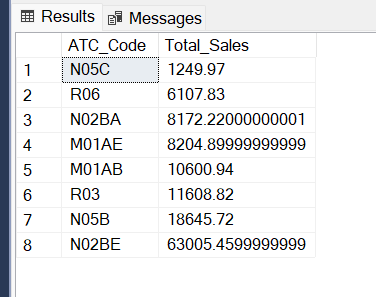 Results Messages
ATC_Code Total_Sales
1 N05C 1249.97
2 R06 6107.83
3 N02BA 8172.22000000001
4 M01AE 8204.89999999999
5 M01AB 10600.94
6 R03 11608.82
7 N05B 18645.72
8 N02BE 63005.4599999999